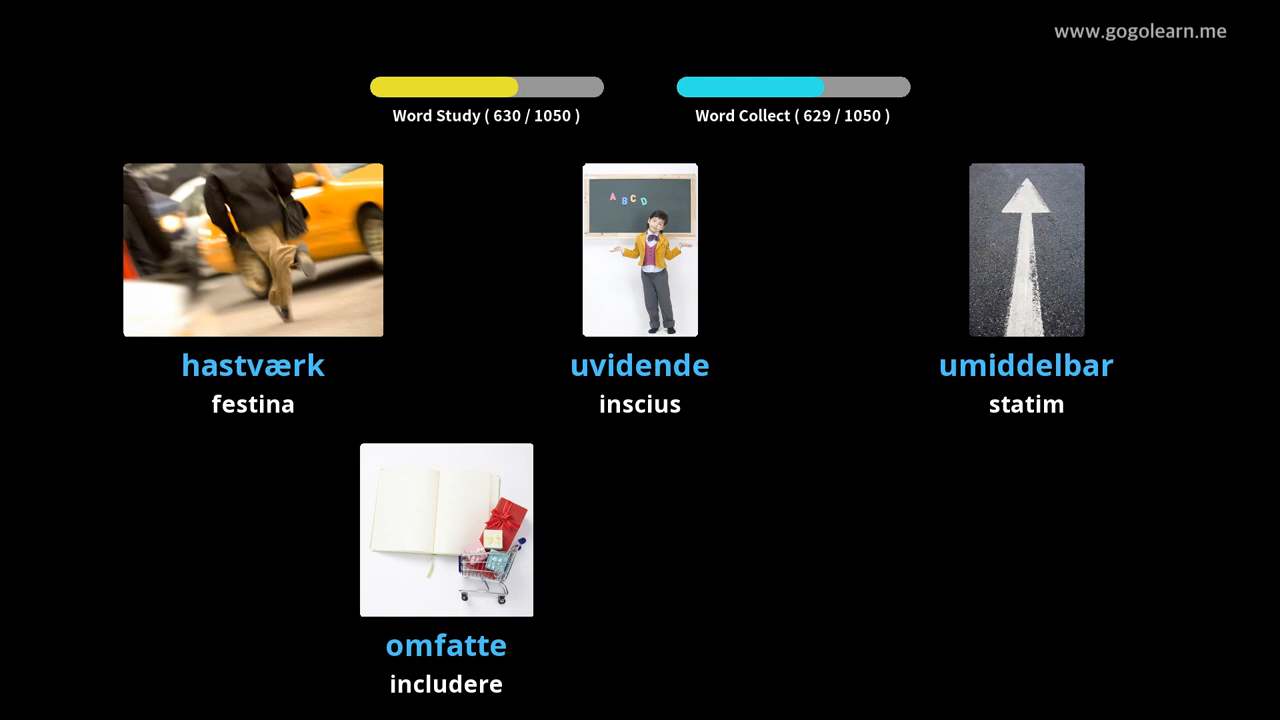 www.gogolearn.me
Word Study ( 630 / 1050 )
Word Collect ( 629 / 1050 )
A B C D
hastværk
festina
uvidende
inscius
umiddelbar
statim
omfatte
includere